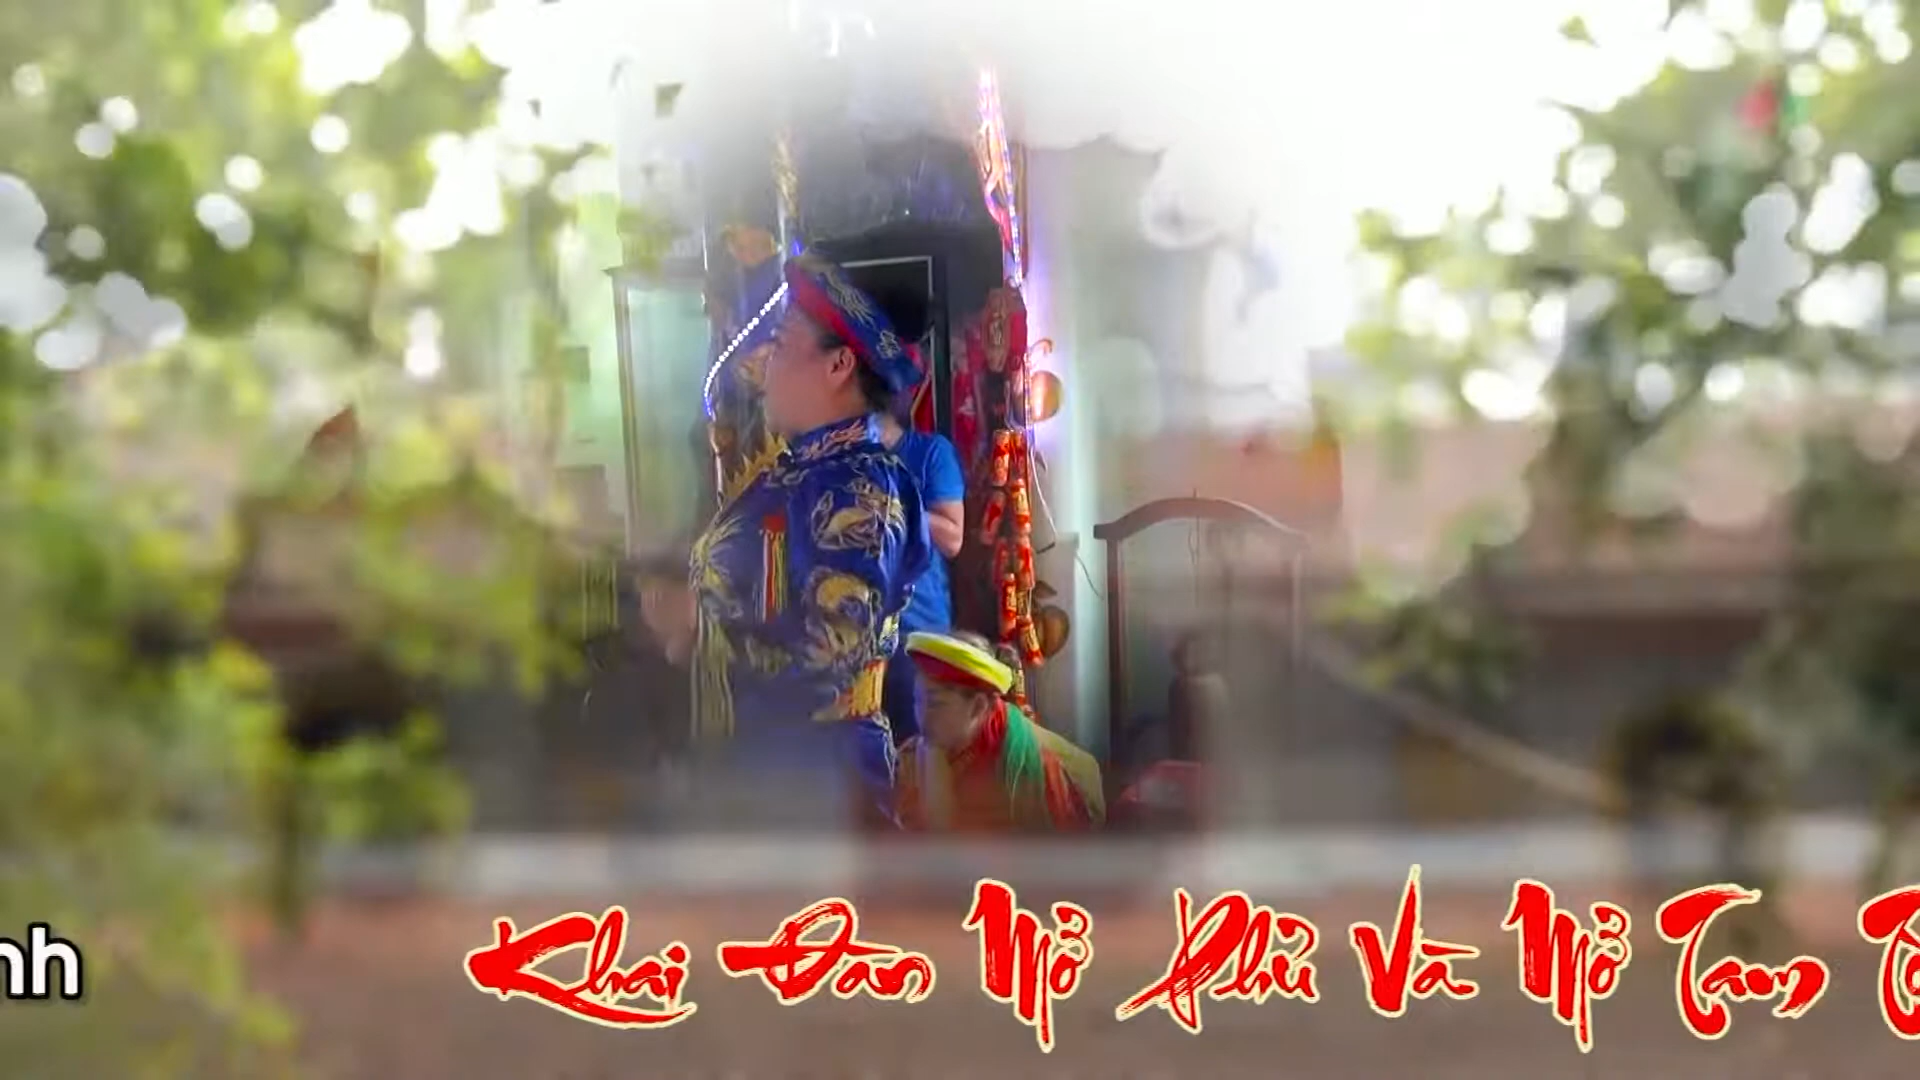 nh
Khai Đàn Mở Phủ Và Mở Tam